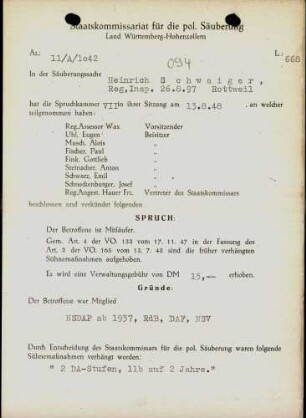 Staatskommissariat für die pol. Säuberung
Land Württemberg-Hohenzollern
Az: 11/A/1042
L: 668
094
In der Säuberungssache
Heinrich S c h w a i g e r,
Reg,Insp. 26.8.97 Rottweil
hat die Spruchkammer VII in ihrer Sitzung am 13.8.48 , an welcher
teilgenommen haben:
Reg.Assessor Wax Vorsitzender
Uhl, Eugen Beisitzer
Munch, Alois „
Fischer, Paul „
Fink, Gottlieb „
Steinacher, Anton „
Schwarz, Emil „
Schneckenburger, Josef „
Reg.Angest. Hauer Frz. Vertreter des Staatskommissars
beschlossen und verkündet folgenden
SPRUCH:
Der Betroffene ist Mitläufer.
Gem. Art. 4 der VO. 133 vom 17. 11. 47 in der Fassung des
Art. 2 der VO. 165 vom 13. 7. 48 sind die früher verhängten
Sühnemaßnahmen aufgehoben.
Es wird eine Verwaltungsgebühr von DM 15,-- erhoben.
Gründe:
Der Betroffene war Mitglied
NSDAP ab 1937, RdB, DAF, NSV
Durch Entscheidung des Staatskommissars für die pol. Säuberung waren folgende
Sühnemaßnahmen verhängt worden:
" 2 DA-Stufen, 11b auf 2 Jahre."